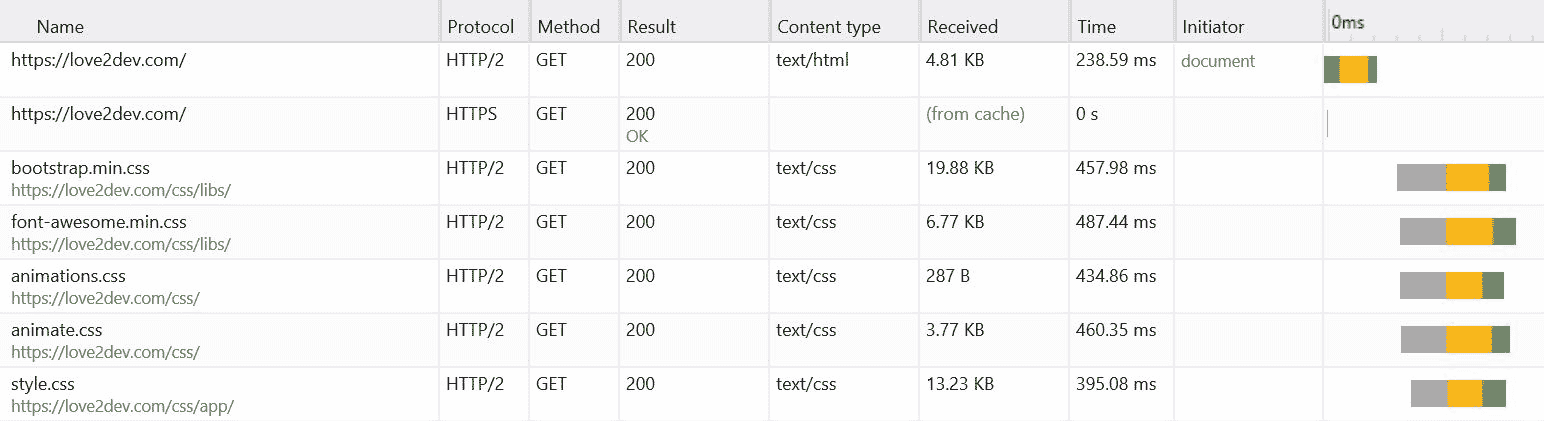 Name Protocol Method Result Content type Received Time Initiator 0ms
https://love2dev.com/ HTTP/2 GET 200 text/html 4.81 KB 238.59 ms document
https://love2dev.com/ HTTPS GET 200 (from cache) 0 s
OK
bootstrap.min.css HTTP/2 GET 200 text/css 19.88 KB 457.98 ms
https://love2dev.com/css/libs/
font-awesome.min.css HTTP/2 GET 200 text/css 6.77 KB 487.44 ms
https://love2dev.com/css/libs/
animations.css HTTP/2 GET 200 text/css 287 B 434.86 ms
https://love2dev.com/css/
animate.css HTTP/2 GET 200 text/css 3.77 KB 460.35 ms
https://love2dev.com/css/
style.css HTTP/2 GET 200 text/css 13.23 KB 395.08 ms
https://love2dev.com/css/app/